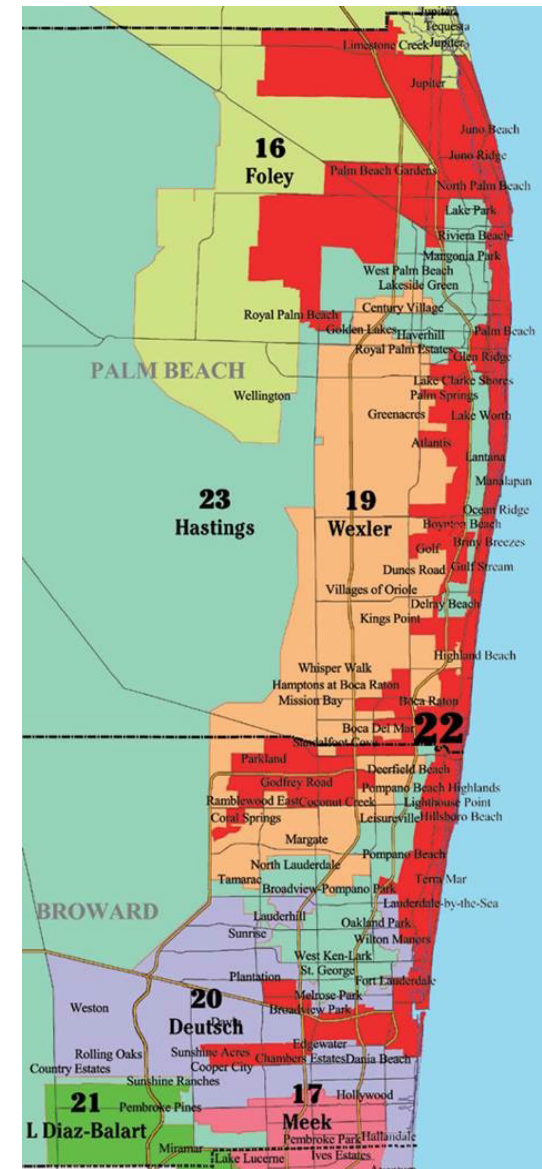 Jupiter
Tequesta
Limestone Creek
Jupiter
Jupiter
Juno Beach
16
Foley
Juno Ridge
Palm Beach Gardens
North Palm Beach
Lake Park
Riviera Beach
Mangonia Park
West Palm Beach
Lakeside Green
Century Village
Royal Palm Beach
Golden Lakes
Haverhill
Palm Beach
Royal Palm Estates
Glen Ridge
PALM BEACH
Lake Clarke Shores
Wellington
Palm Springs
Greenacres
Lake Worth
Atlantis
Lantana
Manalapan
23
Hastings
19
Wexler
Ocean Ridge
Boynton Beach
Briny Breezes
Golf
Dunes Road
Gulf Stream
Villages of Oriole
Delray Beach
Kings Point
Highland Beach
Whisper Walk
Hamptons at Boca Raton
Mission Bay
Boca Raton
22
Boca Del Mar
Sandalfoot Cove
Parkland
Deerfield Beach
Godfrey Road
Pompano Beach Highlands
Ramblewood East
Coconut Creek
Lighthouse Point
Coral Springs
Leisureville
Hillsboro Beach
Margate
Pompano Beach
North Lauderdale
Tamarac
Terra Mar
Broadview-Pompano Park
BROWARD
Lauderdale-by-the-Sea
Lauderhill
Oakland Park
Sunrise
Wilton Manors
West Ken-Lark
St. George
Plantation
Fort Lauderdale
Melrose Park
Weston
20
Deutsch
Broadview Park
Davie
Edgewater
Rolling Oaks
Sunshine Acres
Chambers Estates
Dania Beach
Country Estates
Cooper City
Sunshine Ranches
21
L Diaz-Balart
Pembroke Pines
17
Meek
Hollywood
Pembroke Park
Hallandale
Miramar
Lake Lucerne
Ives Estates